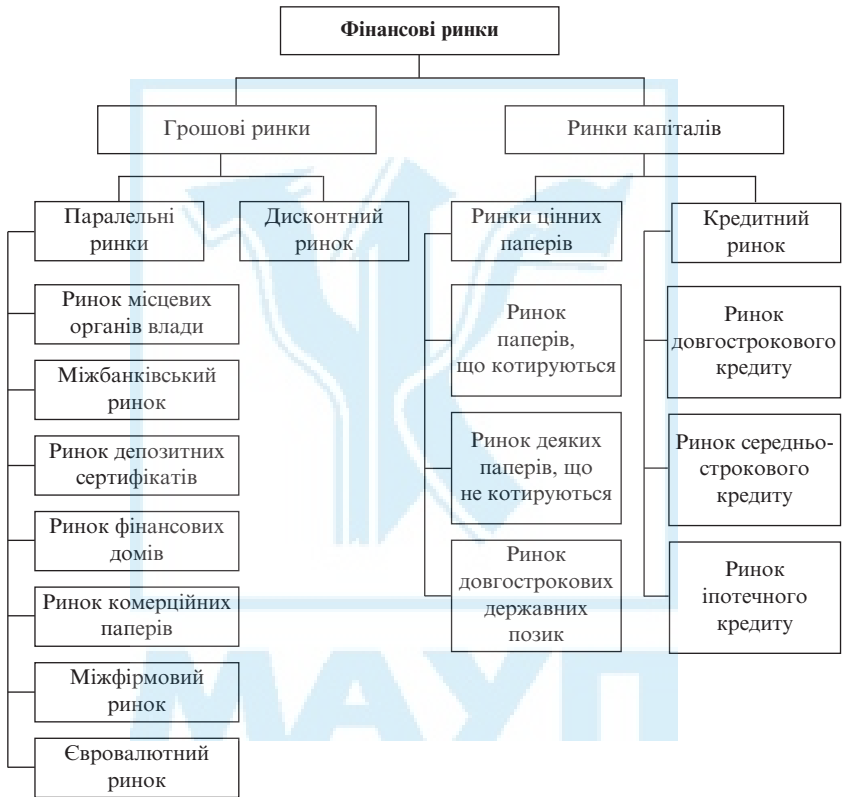 Фінансові ринки
Грошові ринки
Ринки капіталів
Паралельні
ринки
Дисконтний
ринок
Ринки цінних
паперів
Кредитний
ринок
Ринок місцевих
органів влади
Міжбанківський
ринок
Ринок депозитних
сертифікатів
Ринок фінансових
домів
Ринок комерційних
паперів
Міжфірмовий
ринок
Євровалютний
ринок
Ринок
паперів,
що котируються
Ринок деяких
паперів, що
не котируються
Ринок
довгострокових
державних
позик
Ринок
довгострокового
кредиту
Ринок середньо-
строкового
кредиту
Ринок
іпотечного
кредиту
МАУП